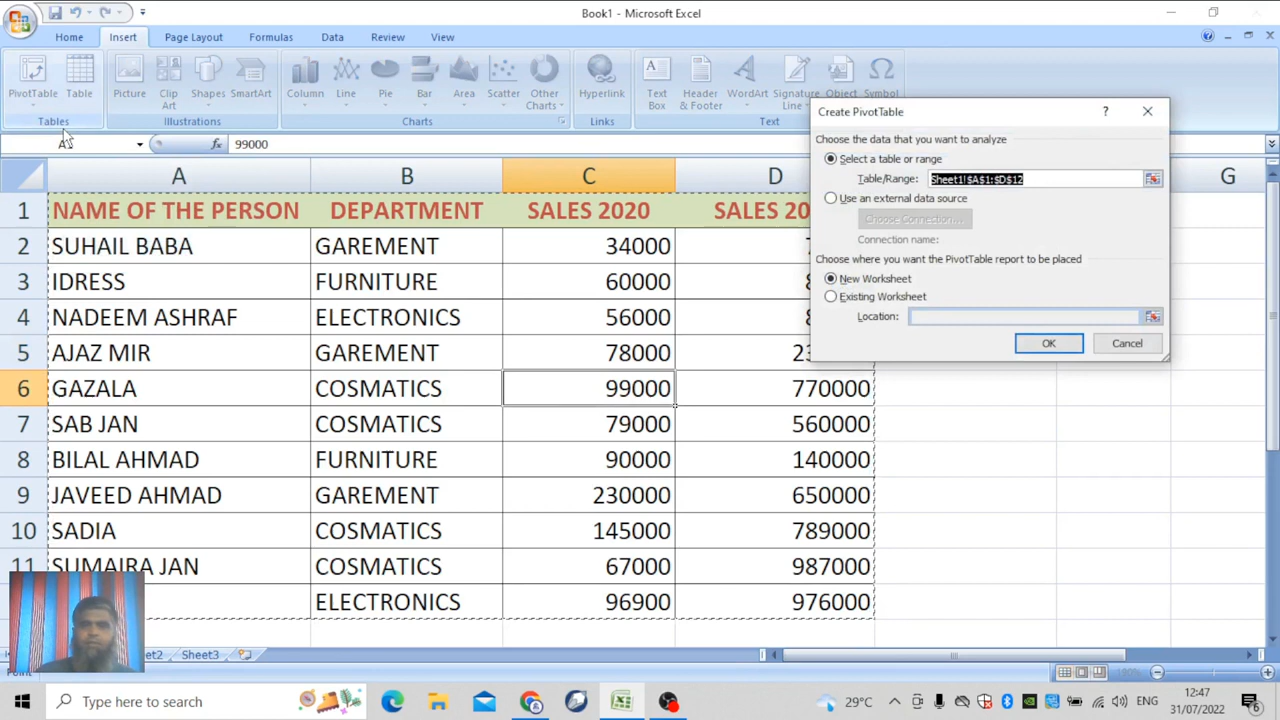 Book1 - Microsoft Excel
Home Insert Page Layout Formulas Data Review View
PivotTable Table Picture Clip Art Shapes SmartArt Column Line Pie Bar Area Scatter Other Charts Hyperlink Text Box Header & Footer WordArt Signature Line Object Symbol
Tables Illustrations Charts Links Text
fx 99000
Create PivotTable
?
Choose the data that you want to analyze
Select a table or range
Table/Range: Sheet1!$A$1:$D$12
Use an external data source
Choose Connection...
Connection name:
Choose where you want the PivotTable report to be placed
New Worksheet
Existing Worksheet
Location:
OK Cancel
A B C D G
1 NAME OF THE PERSON DEPARTMENT SALES 2020 SALES 20
2 SUHAIL BABA GAREMENT 34000
3 IDRESS FURNITURE 60000
4 NADEEM ASHRAF ELECTRONICS 56000
5 AJAZ MIR GAREMENT 78000
6 GAZALA COSMATICS 99000 770000
7 SAB JAN COSMATICS 79000 560000
8 BILAL AHMAD FURNITURE 90000 140000
9 JAVEED AHMAD GAREMENT 230000 650000
10 SADIA COSMATICS 145000 789000
11 SUMAIRA JAN COSMATICS 67000 987000
ELECTRONICS 96900 976000
Sheet3
190%
Type here to search
29°C ENG 12:47
31/07/2022
6